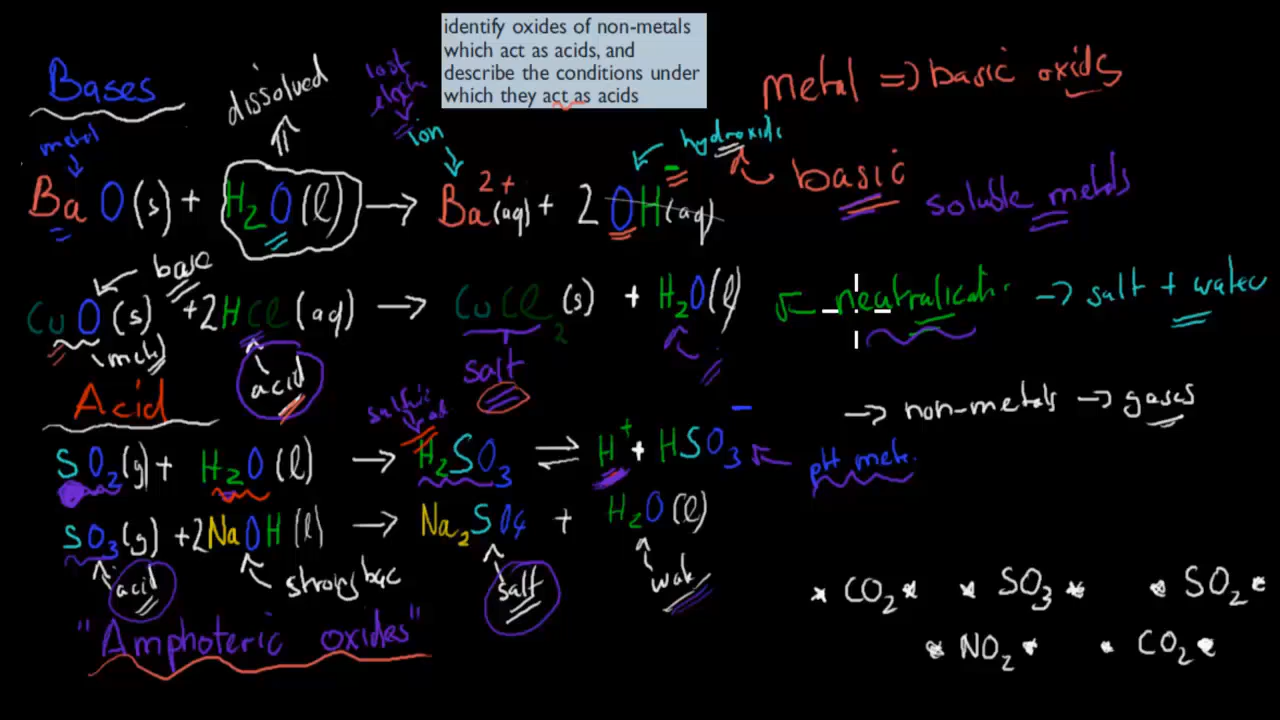 identify oxides of non-metals
which act as acids, and
describe the conditions under
which they act as acids
Bases
dissolved
lost
metal => basic oxids
metal
ion
hydroxide
BaO(s) + H2O(l) → Ba2+(aq) + 2OH-(aq)
basic
soluble metals
base
CuO(s) + 2HCl(aq) → CuCl2(s) + H2O(l)
→ salt + water
(metal)
acid
salt
Acid
→ non-metals → gases
SO2(g) + H2O(l) → H2SO3 ⇌ H+ + HSO3-
pH
SO3(g) + 2NaOH(l) → Na2SO4 + H2O(l)
acid
strong
salt
"Amphoteric oxides"
* CO2 * * SO3 * * SO2 *
* NO2 * * CO2 *